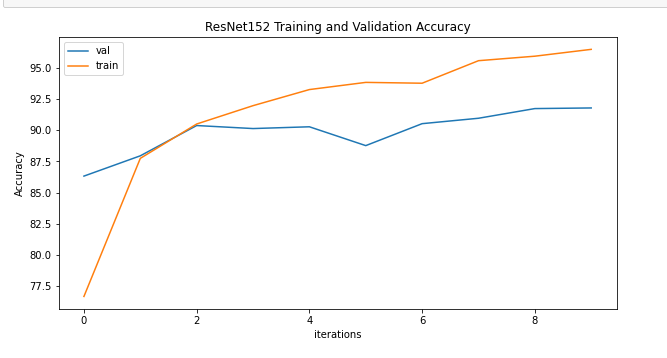 ResNet152 Training and Validation Accuracy
val
train
95.0
92.5
90.0
87.5
85.0
82.5
80.0
77.5
Accuracy
0 2 4 6 8
iterations